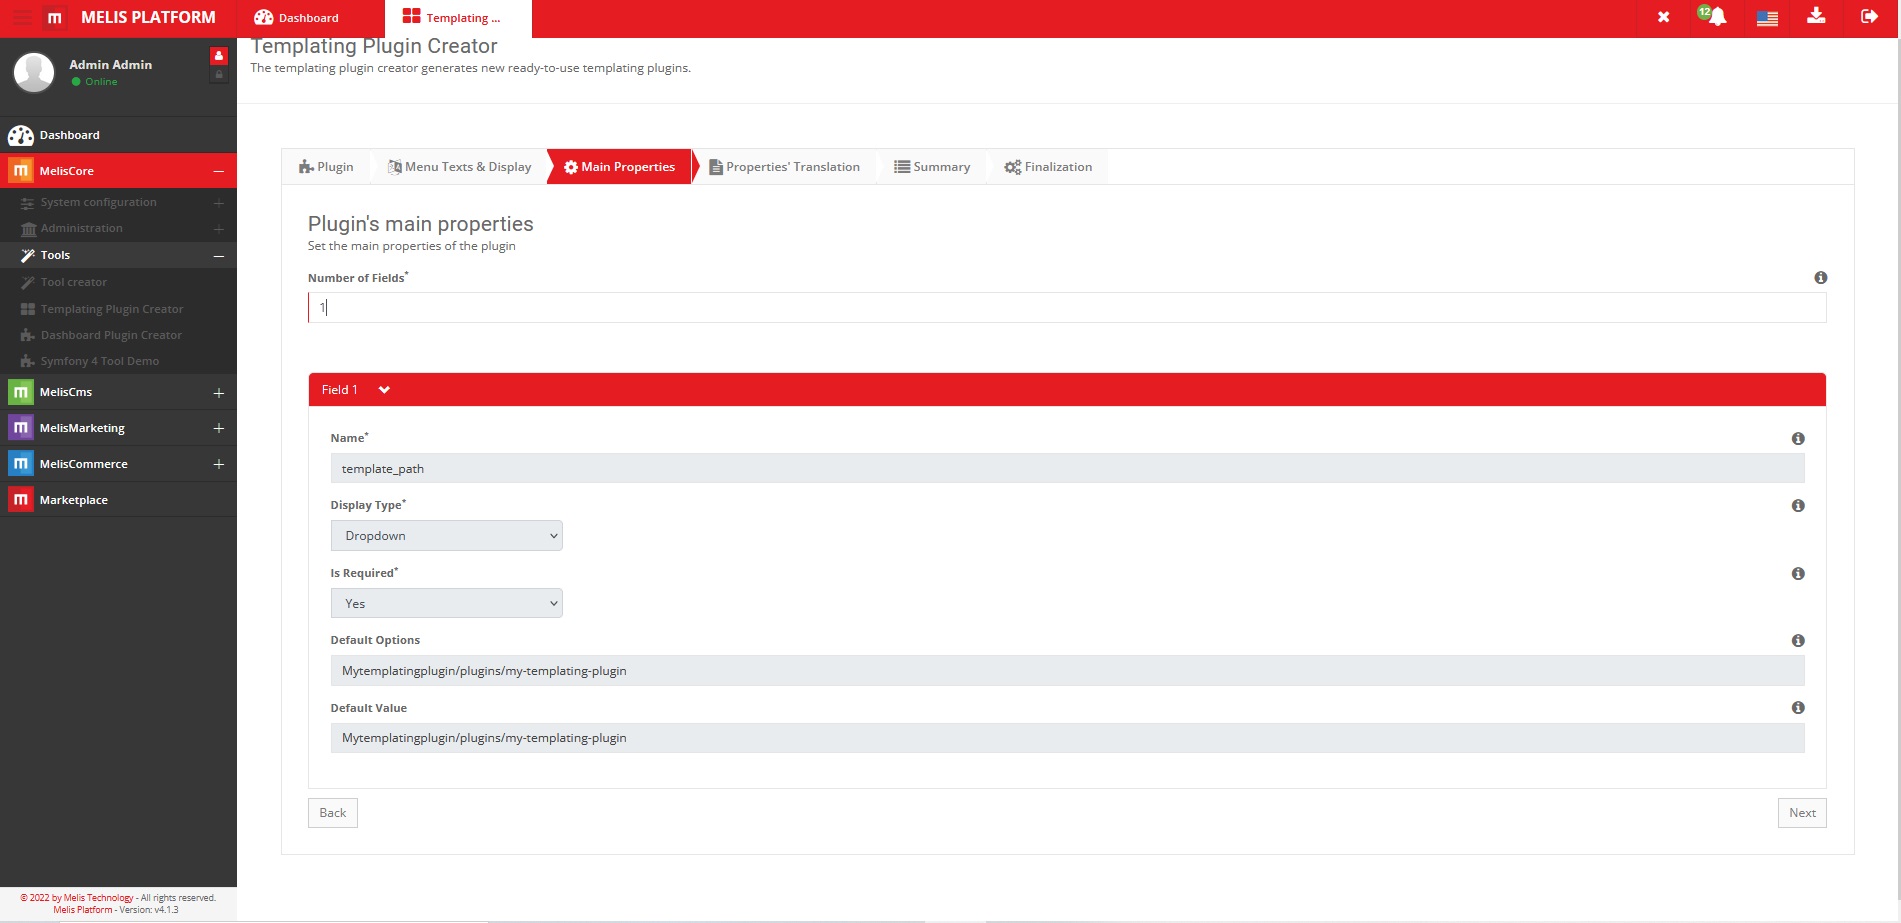 MELIS PLATFORM
Dashboard
Templating ...
12
Admin Admin
Online
Dashboard
MelisCore
System configuration
Administration
Tools
Tool creator
Templating Plugin Creator
Dashboard Plugin Creator
Symfony 4 Tool Demo
MelisCms
MelisMarketing
MelisCommerce
Marketplace
© 2022 by Melis Technology - All rights reserved.
Melis Platform - Version: v4.1.3
Templating Plugin Creator
The templating plugin creator generates new ready-to-use templating plugins.
Plugin
Menu Texts & Display
Main Properties
Properties' Translation
Summary
Finalization
Plugin's main properties
Set the main properties of the plugin
Number of Fields*
1
Field 1
Name*
template_path
Display Type*
Dropdown
Is Required*
Yes
Default Options
Mytemplatingplugin/plugins/my-templating-plugin
Default Value
Mytemplatingplugin/plugins/my-templating-plugin
Back
Next